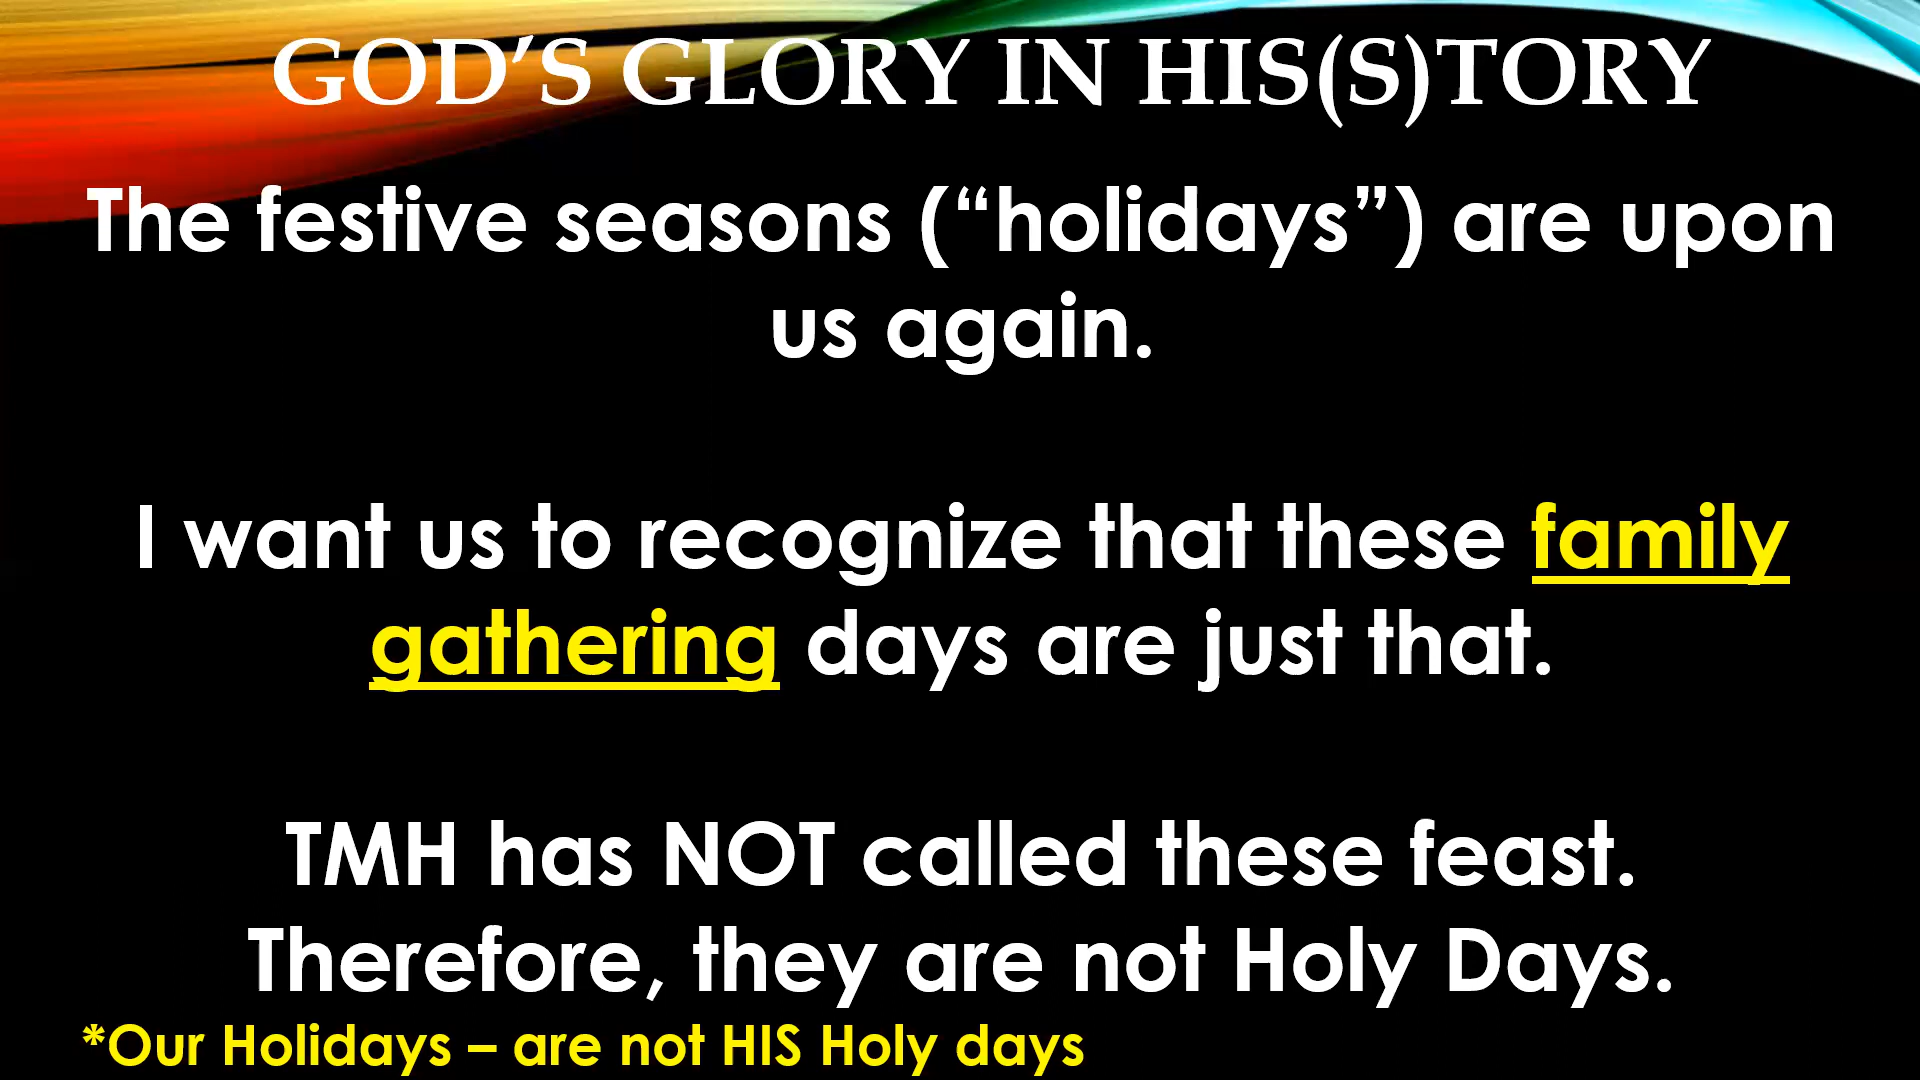 GOD’S GLORY IN HIS(S)TORY
The festive seasons (“holidays”) are upon
us again.
I want us to recognize that these family
gathering days are just that.
TMH has NOT called these feast.
Therefore, they are not Holy Days.
*Our Holidays – are not HIS Holy days